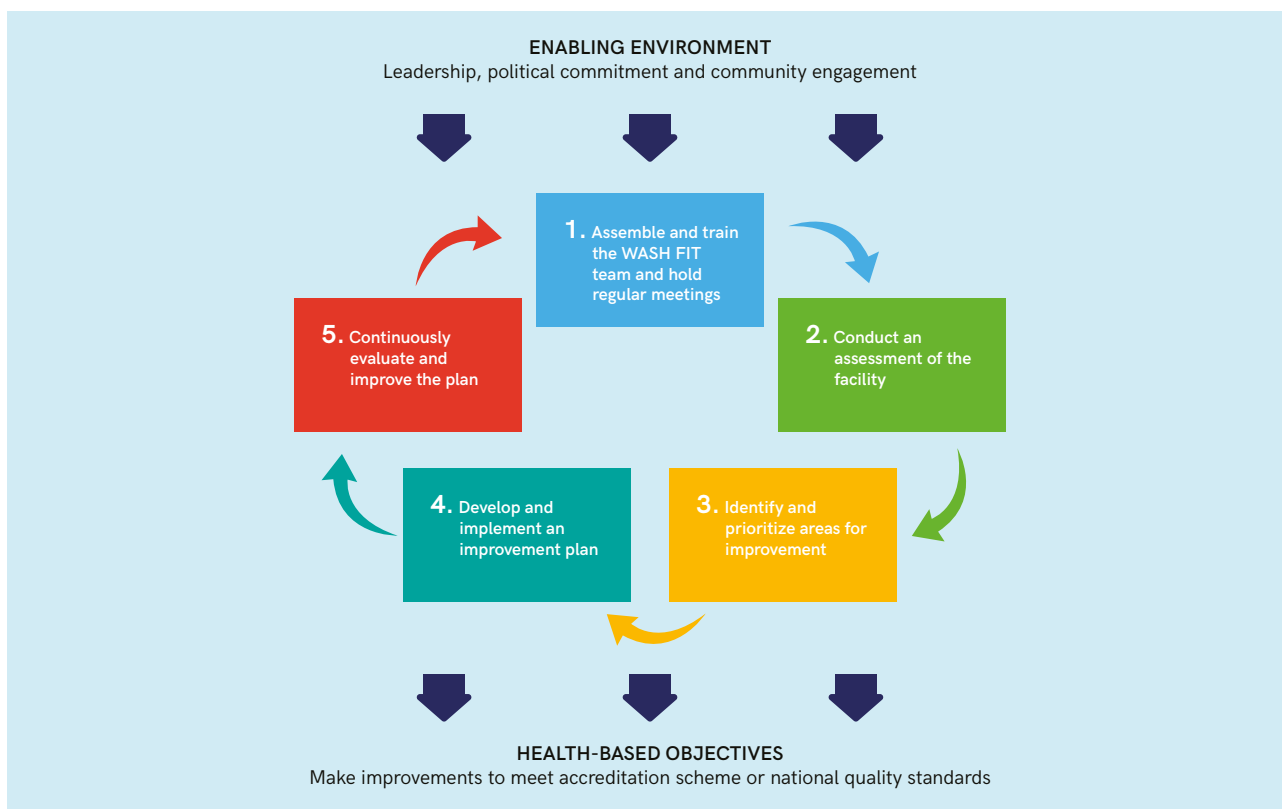 ENABLING ENVIRONMENT
Leadership, political commitment and community engagement
1. Assemble and train
the WASH FIT
team and hold
regular meetings
2. Conduct an
assessment of the
facility
3. Identify and
prioritize areas for
improvement
4. Develop and
implement an
improvement plan
5. Continuously
evaluate and
improve the plan
HEALTH-BASED OBJECTIVES
Make improvements to meet accreditation scheme or national quality standards